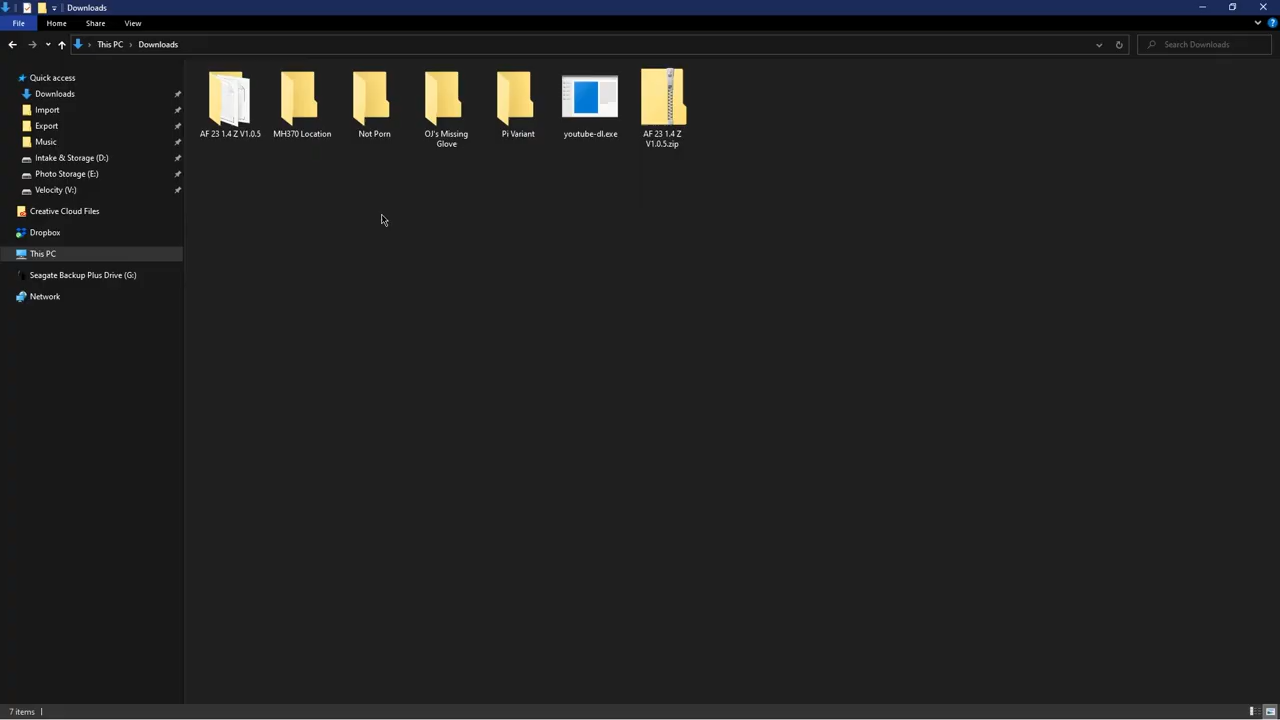 Downloads
File Home Share View
This PC Downloads
Search Downloads
Quick access
Downloads
Import
Export
Music
Intake & Storage (D:)
Photo Storage (E:)
Velocity (V:)
Creative Cloud Files
Dropbox
This PC
Seagate Backup Plus Drive (G:)
Network
AF 23 1.4 Z V1.0.5
MH370 Location
Not Porn
OJ's Missing
Glove
Pi Variant
youtube-dl.exe
AF 23 1.4 Z
V1.0.5.zip
7 items